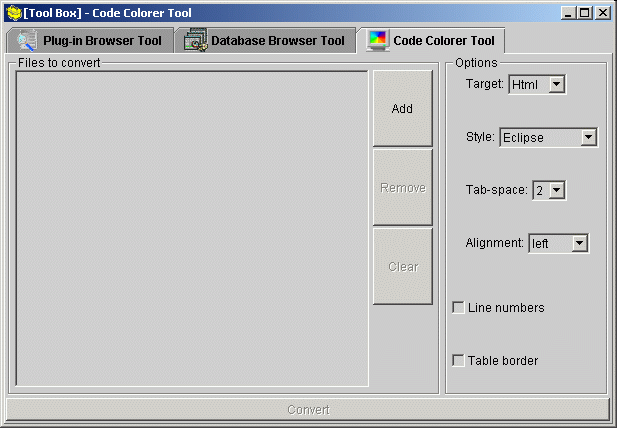 [Tool Box] - Code Colorer Tool
Plug-in Browser Tool
Database Browser Tool
Code Colorer Tool
Files to convert
Add
Remove
Clear
Options
Target: Html
Style: Eclipse
Tab-space: 2
Alignment: left
Line numbers
Table border
Convert